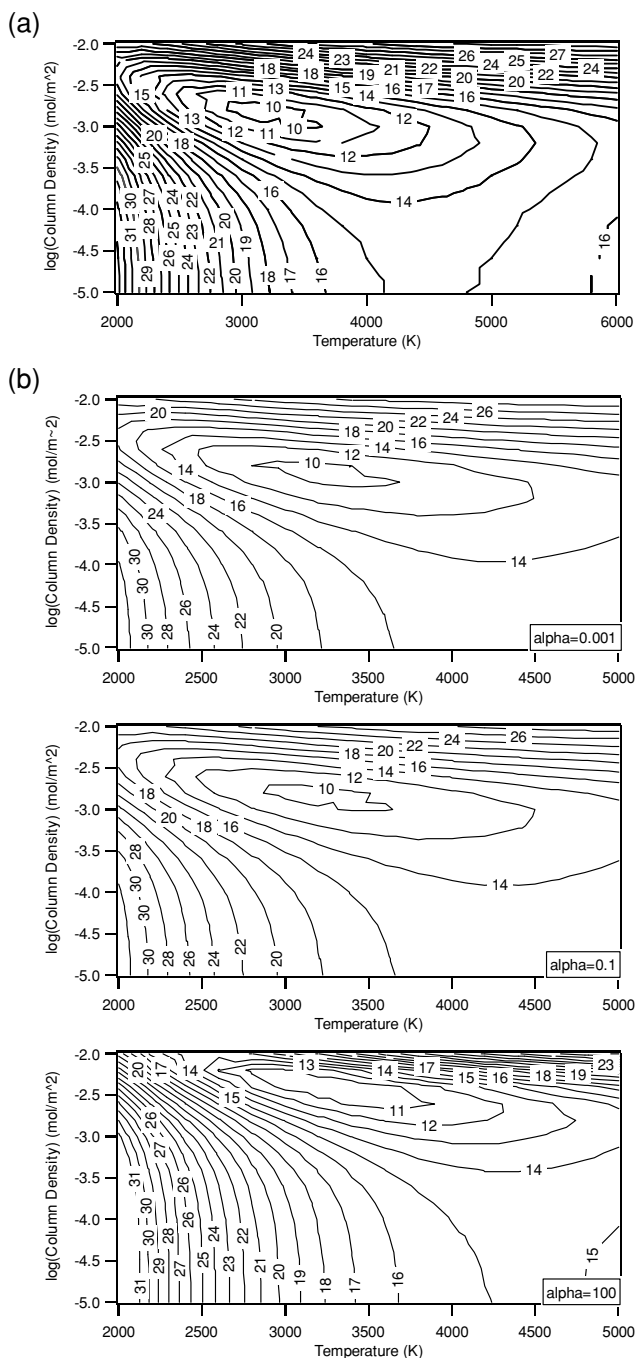 (a)
-2.0 24 23 26 25 27
18 21 22 24 24
-2.5 11 13 18 19 20 20 22
15 10 15 14 16 17 16
-3.0 13 12 11 10 12
20 18 12
-3.5 25 16
30 27 24 22 14
-4.0 28 25 20
31 23 19
-4.5 26 21 16
29 24 22 20 18 17 16
-5.0
log(Column Density) (mol/m^2)
2000 3000 4000 5000 6000
Temperature (K)
(b)
-2.0 20 22 24 26
18 20
-2.5 12 14 16
14 10
-3.0 18 16
24
-3.5
30 14
-4.0 30 26
-4.5 22
30 28 24 20
-5.0 alpha=0.001
log(Column Density) (mol/m~2)
2000 2500 3000 3500 4000 4500 5000
Temperature (K)
-2.0 24 26
18 20 22
-2.5 12 14 16
18 10
-3.0 20 18 16
-3.5 28
30 14
-4.0 30
-4.5 22
30 28 26 24 20
-5.0 alpha=0.1
log(Column Density) (mol/m^2)
2000 2500 3000 3500 4000 4500 5000
Temperature (K)
-2.0 20 17 14 13 14 17 15 16 18 19 23
-2.5 15 11
26 12
-3.0 27
-3.5 31 26 14
30 26
-4.0 30 26 24
28 25 22
-4.5 29 23 21 20 19 15
31 27 18 17 16
-5.0 alpha=100
log(Column Density) (mol/m^2)
2000 2500 3000 3500 4000 4500 5000
Temperature (K)